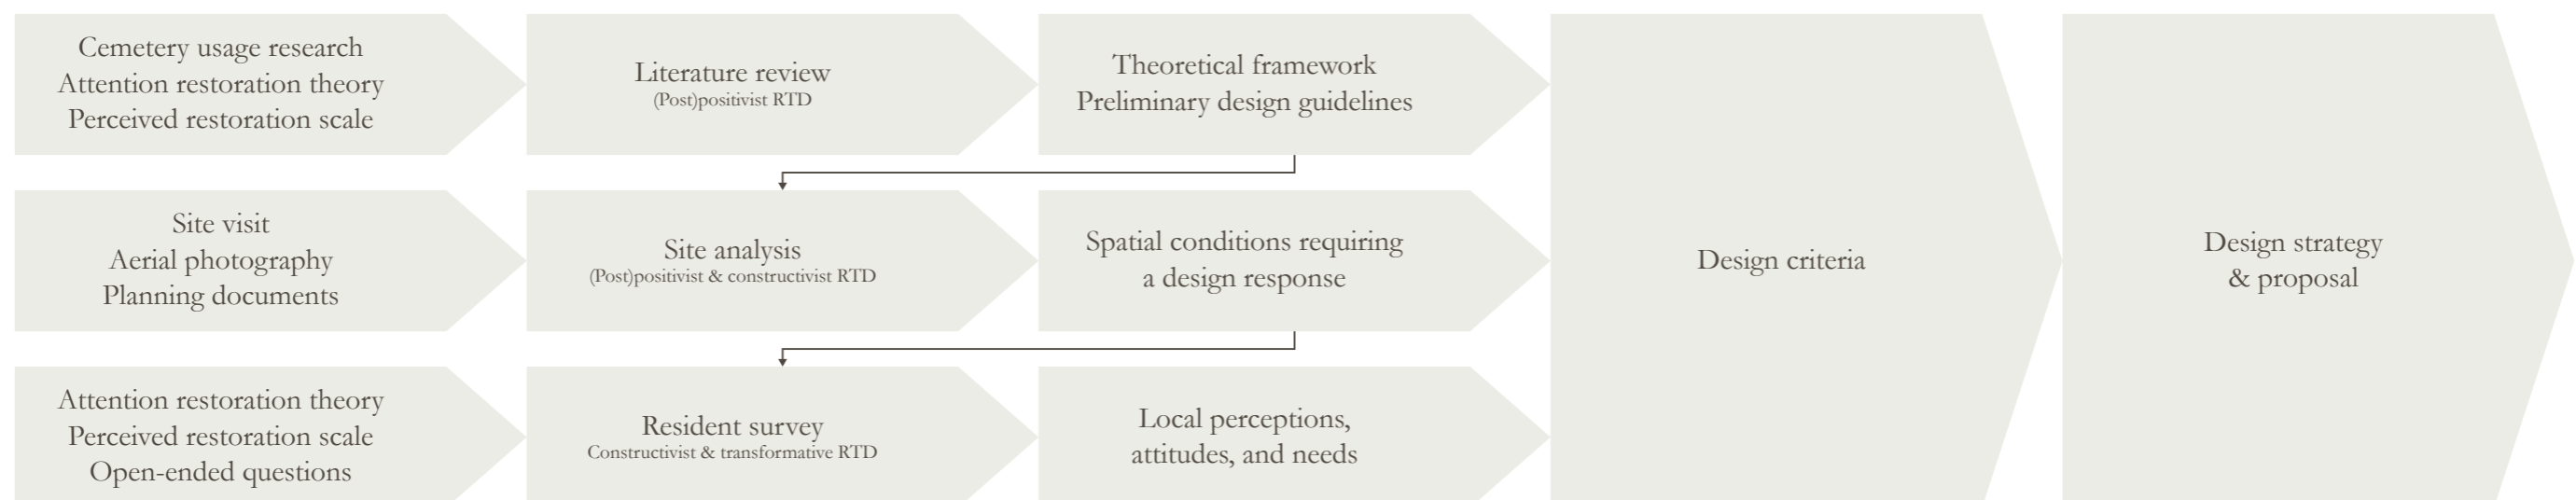 Cemetery usage research
Attention restoration theory
Perceived restoration scale
Literature review
(Post)positivist RTD
Theoretical framework
Preliminary design guidelines
Site visit
Aerial photography
Planning documents
Site analysis
(Post)positivist & constructivist RTD
Spatial conditions requiring
a design response
Attention restoration theory
Perceived restoration scale
Open-ended questions
Resident survey
Constructivist & transformative RTD
Local perceptions,
attitudes, and needs
Design criteria
Design strategy
& proposal